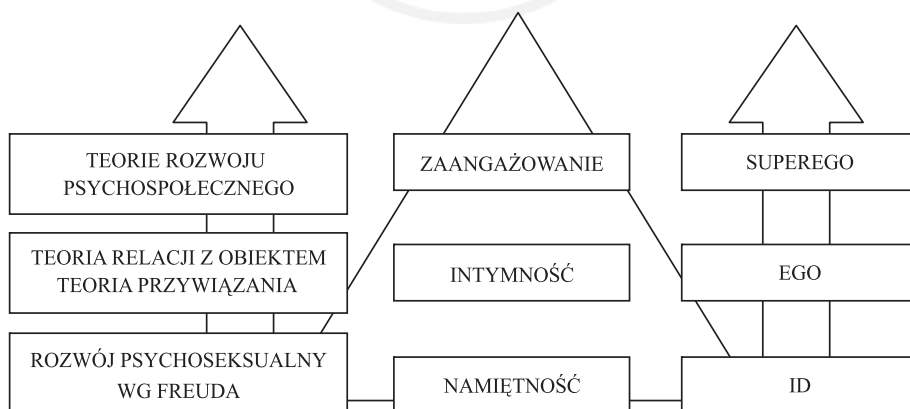 TEORIE ROZWOJU
PSYCHOSPOŁECZNEGO
ZAANGAŻOWANIE
SUPEREGO
TEORIA RELACJI Z OBIEKTEM
TEORIA PRZYWIĄZANIA
INTYMNOŚĆ
EGO
ROZWÓJ PSYCHOSEKSUALNY
WG FREUDA
NAMIĘTNOŚĆ
ID